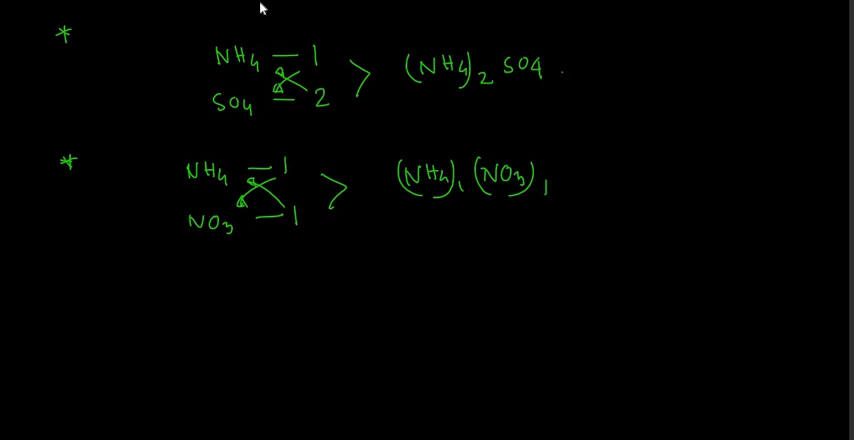 *
NH4 — 1
SO4 — 2 > (NH4)2 SO4.
*
NH4 — 1
NO3 — 1 > (NH4)1 (NO3)1